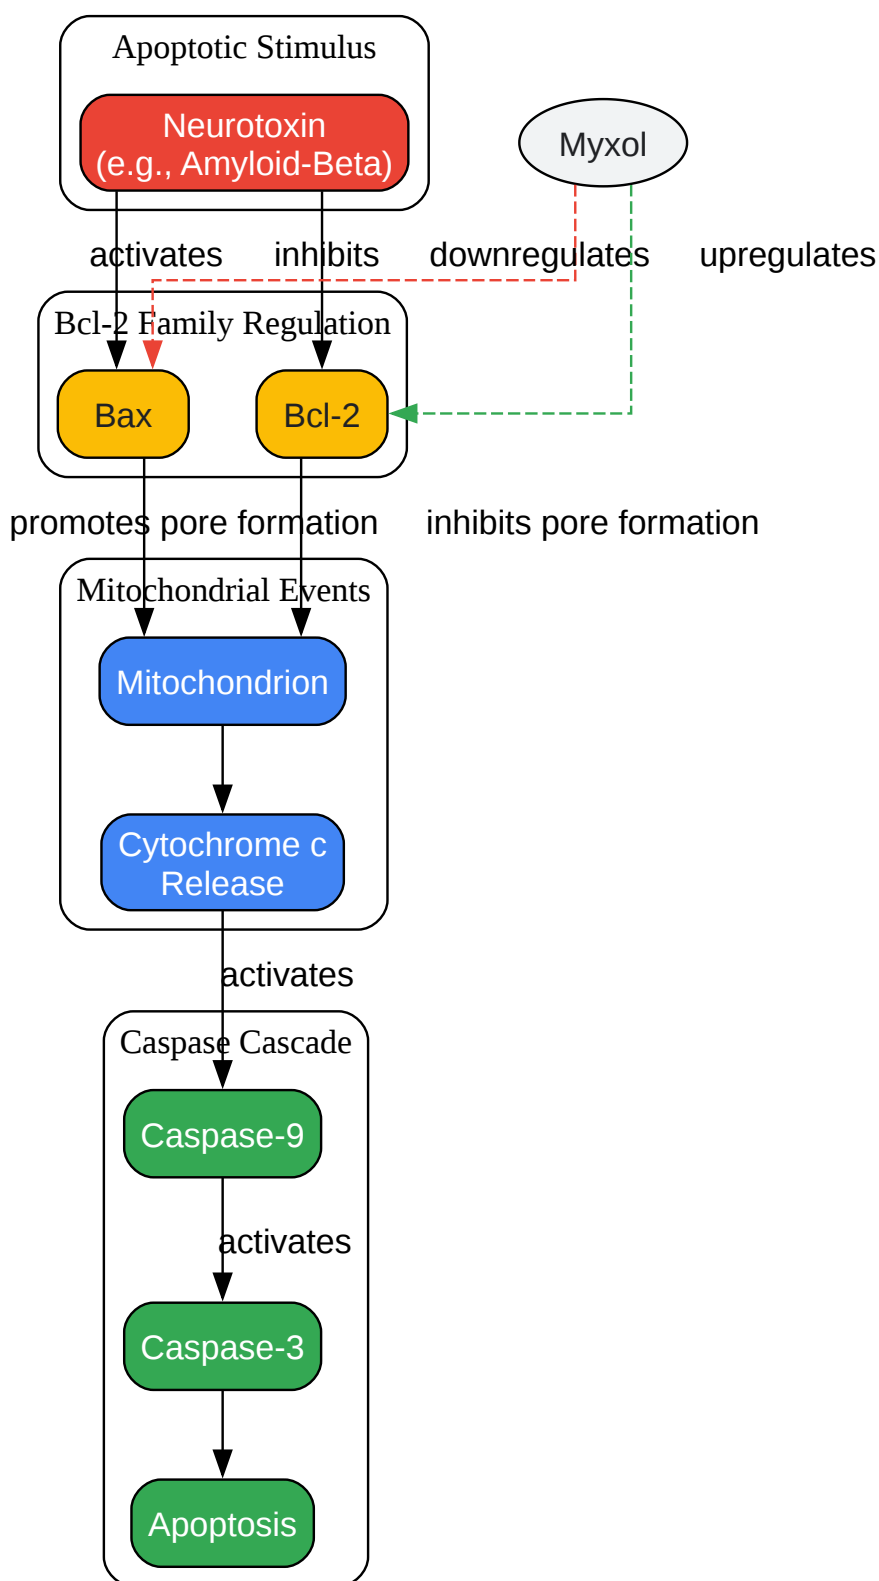 Apoptotic Stimulus
Neurotoxin
(e.g., Amyloid-Beta)
Myxol
activates
inhibits
downregulates
upregulates
Bcl-2 Family Regulation
Bax
Bcl-2
promotes pore formation
inhibits pore formation
Mitochondrial Events
Mitochondrion
Cytochrome c
Release
activates
Caspase Cascade
Caspase-9
activates
Caspase-3
Apoptosis